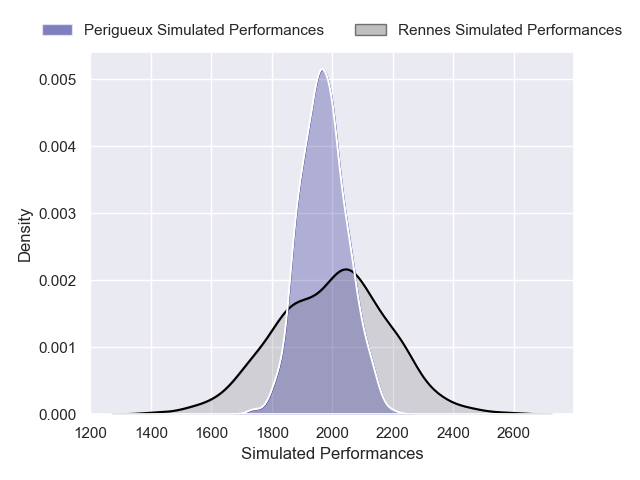 Perigueux Simulated Performances
Rennes Simulated Performances
0.005
0.004
0.003
0.002
0.001
0.000
Density
1200 1400 1600 1800 2000 2200 2400 2600
Simulated Performances